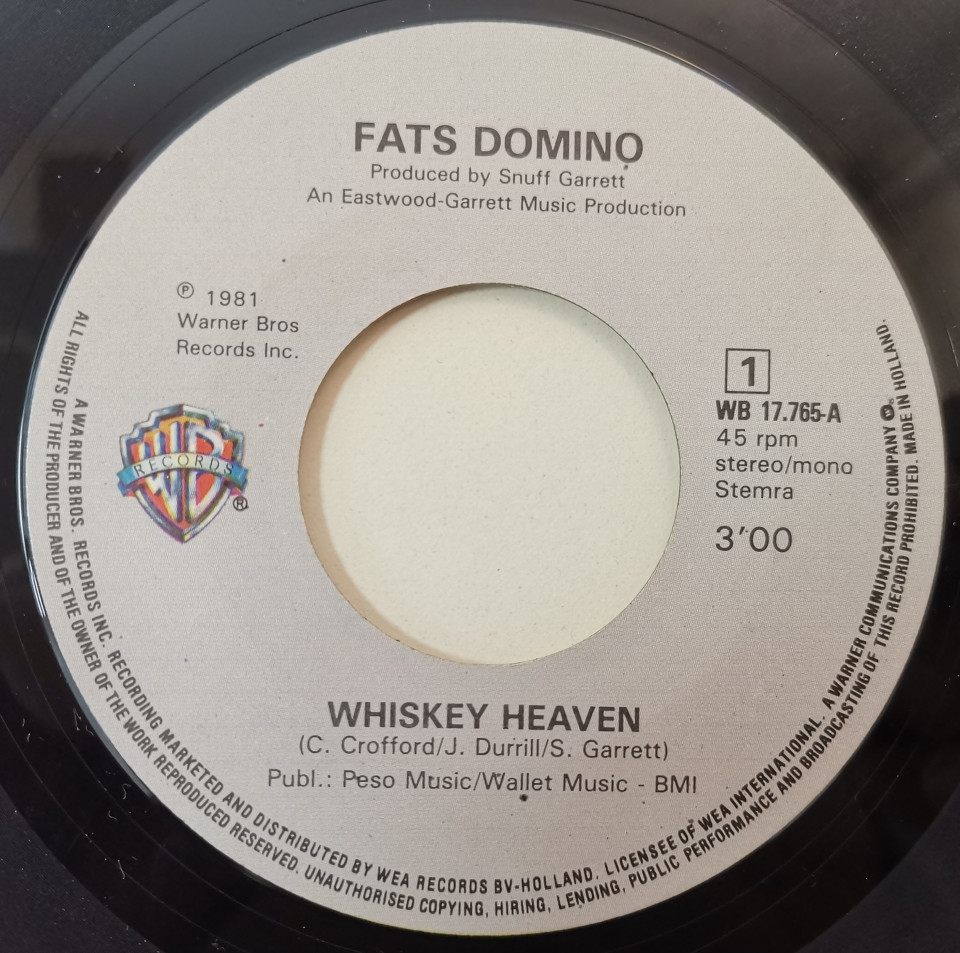 FATS DOMINO
Produced by Snuff Garrett
An Eastwood-Garrett Music Production
℗ 1981
Warner Bros
Records Inc.
RECORDS
®
1
WB 17.765-A
45 rpm
stereo/mono
Stemra
3'00
WHISKEY HEAVEN
(C. Crofford/J. Durrill/S. Garrett)
Publ.: Peso Music/Wallet Music - BMI
A WARNER BROS. RECORDS INC. RECORDING MARKETED AND DISTRIBUTED BY WEA RECORDS BV-HOLLAND. LICENSEE OF WEA INTERNATIONAL. A WARNER COMMUNICATIONS COMPANY
ALL RIGHTS OF THE PRODUCER AND OF THE OWNER OF THE WORK REPRODUCED RESERVED. UNAUTHORISED COPYING, HIRING, LENDING, PUBLIC PERFORMANCE AND BROADCASTING OF THIS RECORD PROHIBITED. MADE IN HOLLAND.